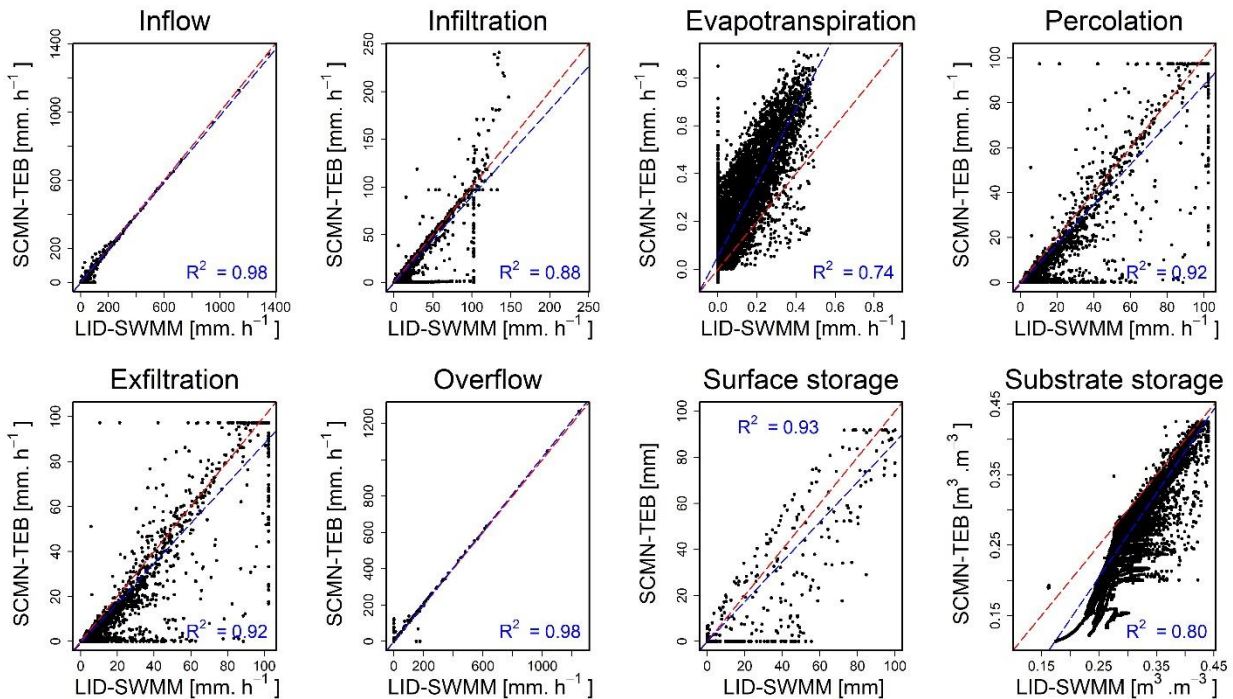 Inflow
SCMN-TEB [mm. h⁻¹]
1400
1000
600
200
0
0 200 600 1000 1400
LID-SWMM [mm. h⁻¹]
R² = 0.98
Infiltration
SCMN-TEB [mm. h⁻¹]
250
200
150
100
50
0
0 50 100 150 200 250
LID-SWMM [mm. h⁻¹]
R² = 0.88
Evapotranspiration
SCMN-TEB [mm. h⁻¹]
0.8
0.6
0.4
0.2
0.0
0.0 0.2 0.4 0.6 0.8
LID-SWMM [mm. h⁻¹]
R² = 0.74
Percolation
SCMN-TEB [mm. h⁻¹]
100
80
60
40
20
0
0 20 40 60 80 100
LID-SWMM [mm. h⁻¹]
R² = 0.92
Exfiltration
SCMN-TEB [mm. h⁻¹]
100
80
60
40
20
0
0 20 40 60 80 100
LID-SWMM [mm. h⁻¹]
R² = 0.92
Overflow
SCMN-TEB [mm. h⁻¹]
1200
800
600
400
200
0
0 200 600 1000
LID-SWMM [mm. h⁻¹]
R² = 0.98
Surface storage
SCMN-TEB [mm]
100
80
60
40
20
0
0 20 40 60 80 100
LID-SWMM [mm]
R² = 0.93
Substrate storage
SCMN-TEB [m³ .m⁻³]
0.45
0.35
0.25
0.15
0.15 0.25 0.35 0.45
LID-SWMM [m³ .m⁻³]
R² = 0.80